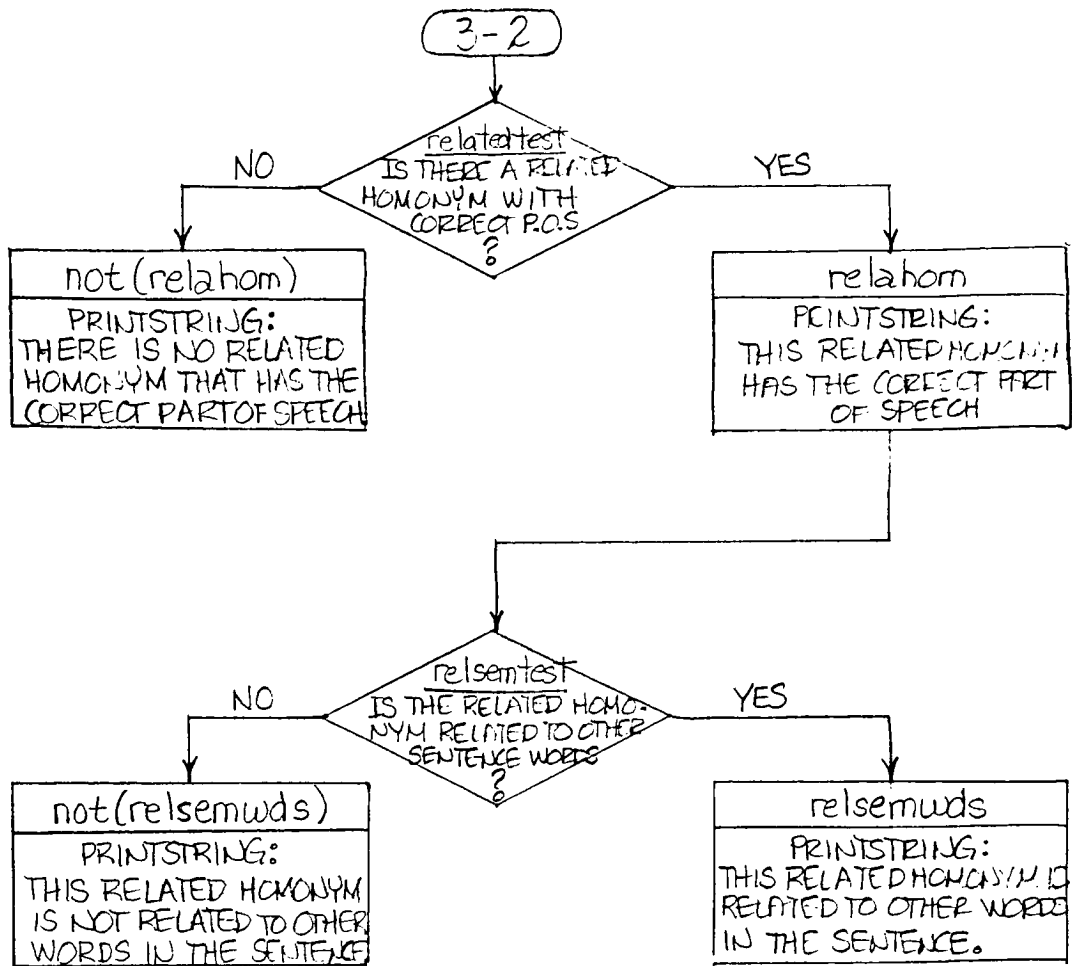 3-2
relatedtest
IS THERE A RELATED
HOMONYM WITH
CORRECT P.O.S
?
NO
YES
not(relahom)
PRINTSTRING:
THERE IS NO RELATED
HOMONYM THAT HAS THE
CORRECT PART OF SPEECH
relahom
PRINTSTRING:
THIS RELATED HOMONYM
HAS THE CORRECT PART
OF SPEECH
relsemtest
IS THE RELATED HOMO-
NYM RELATED TO OTHER
SENTENCE WORDS
?
NO
YES
not(relsemwds)
PRINTSTRING:
THIS RELATED HOMONYM
IS NOT RELATED TO OTHER
WORDS IN THE SENTENCE
relsemwds
PRINTSTRING:
THIS RELATED HOMONYM IS
RELATED TO OTHER WORDS
IN THE SENTENCE.